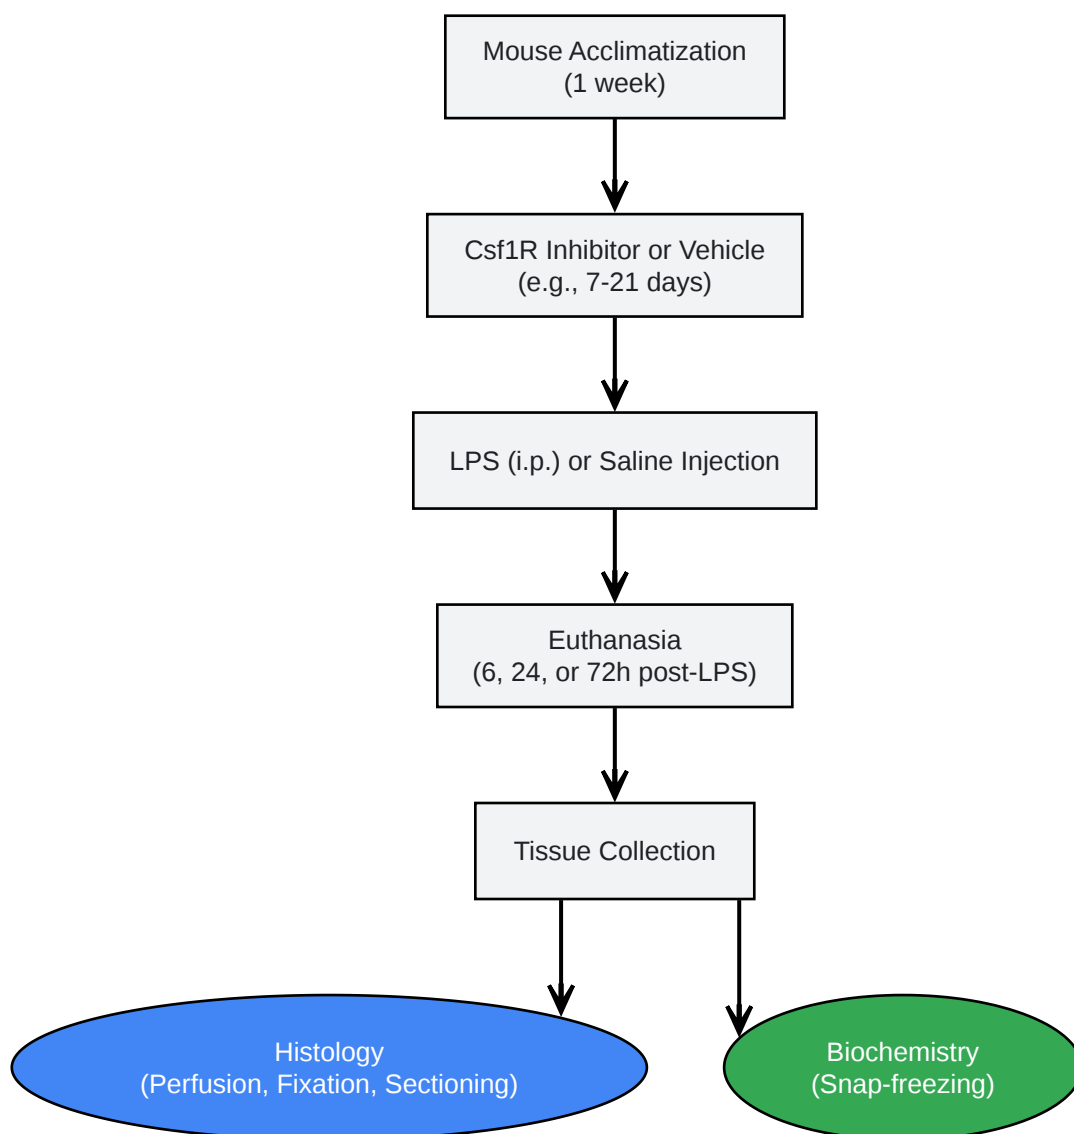 Mouse Acclimatization
(1 week)
Csf1R Inhibitor or Vehicle
(e.g., 7-21 days)
LPS (i.p.) or Saline Injection
Euthanasia
(6, 24, or 72h post-LPS)
Tissue Collection
Histology
(Perfusion, Fixation, Sectioning)
Biochemistry
(Snap-freezing)